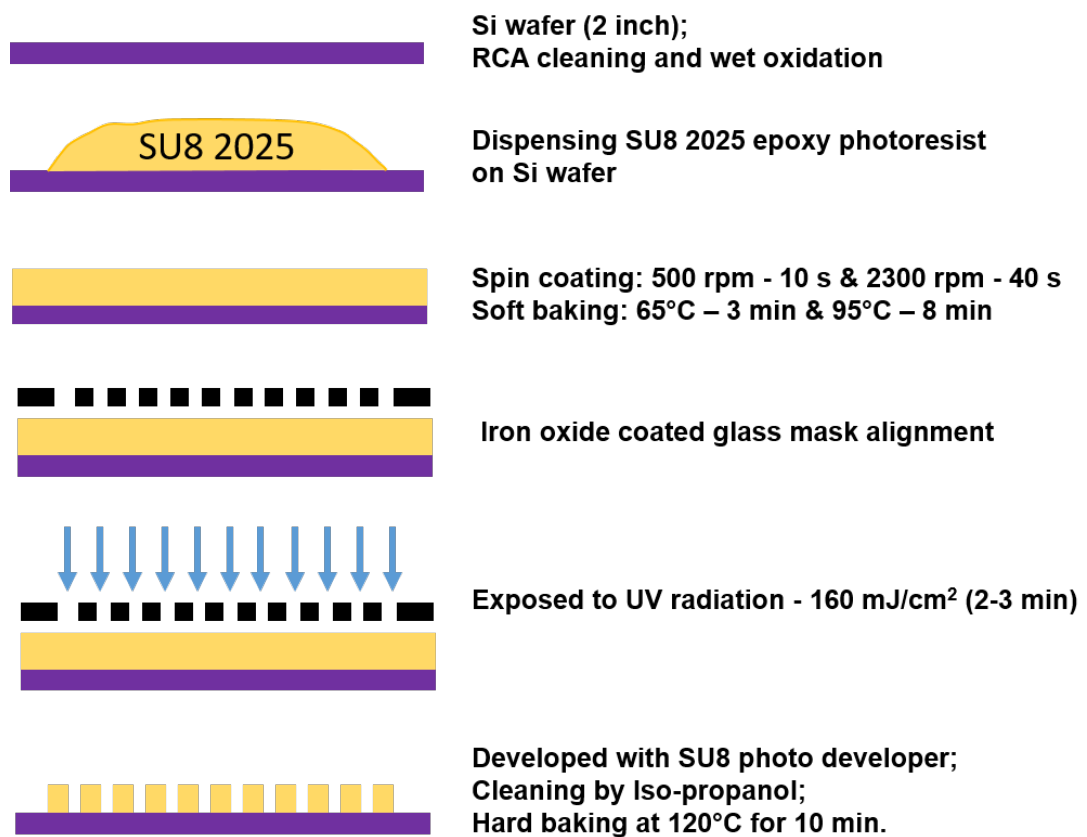 Si wafer (2 inch);
RCA cleaning and wet oxidation
SU8 2025
Dispensing SU8 2025 epoxy photoresist
on Si wafer
Spin coating: 500 rpm - 10 s & 2300 rpm - 40 s
Soft baking: 65°C – 3 min & 95°C – 8 min
Iron oxide coated glass mask alignment
Exposed to UV radiation - 160 mJ/cm² (2-3 min)
Developed with SU8 photo developer;
Cleaning by Iso-propanol;
Hard baking at 120°C for 10 min.